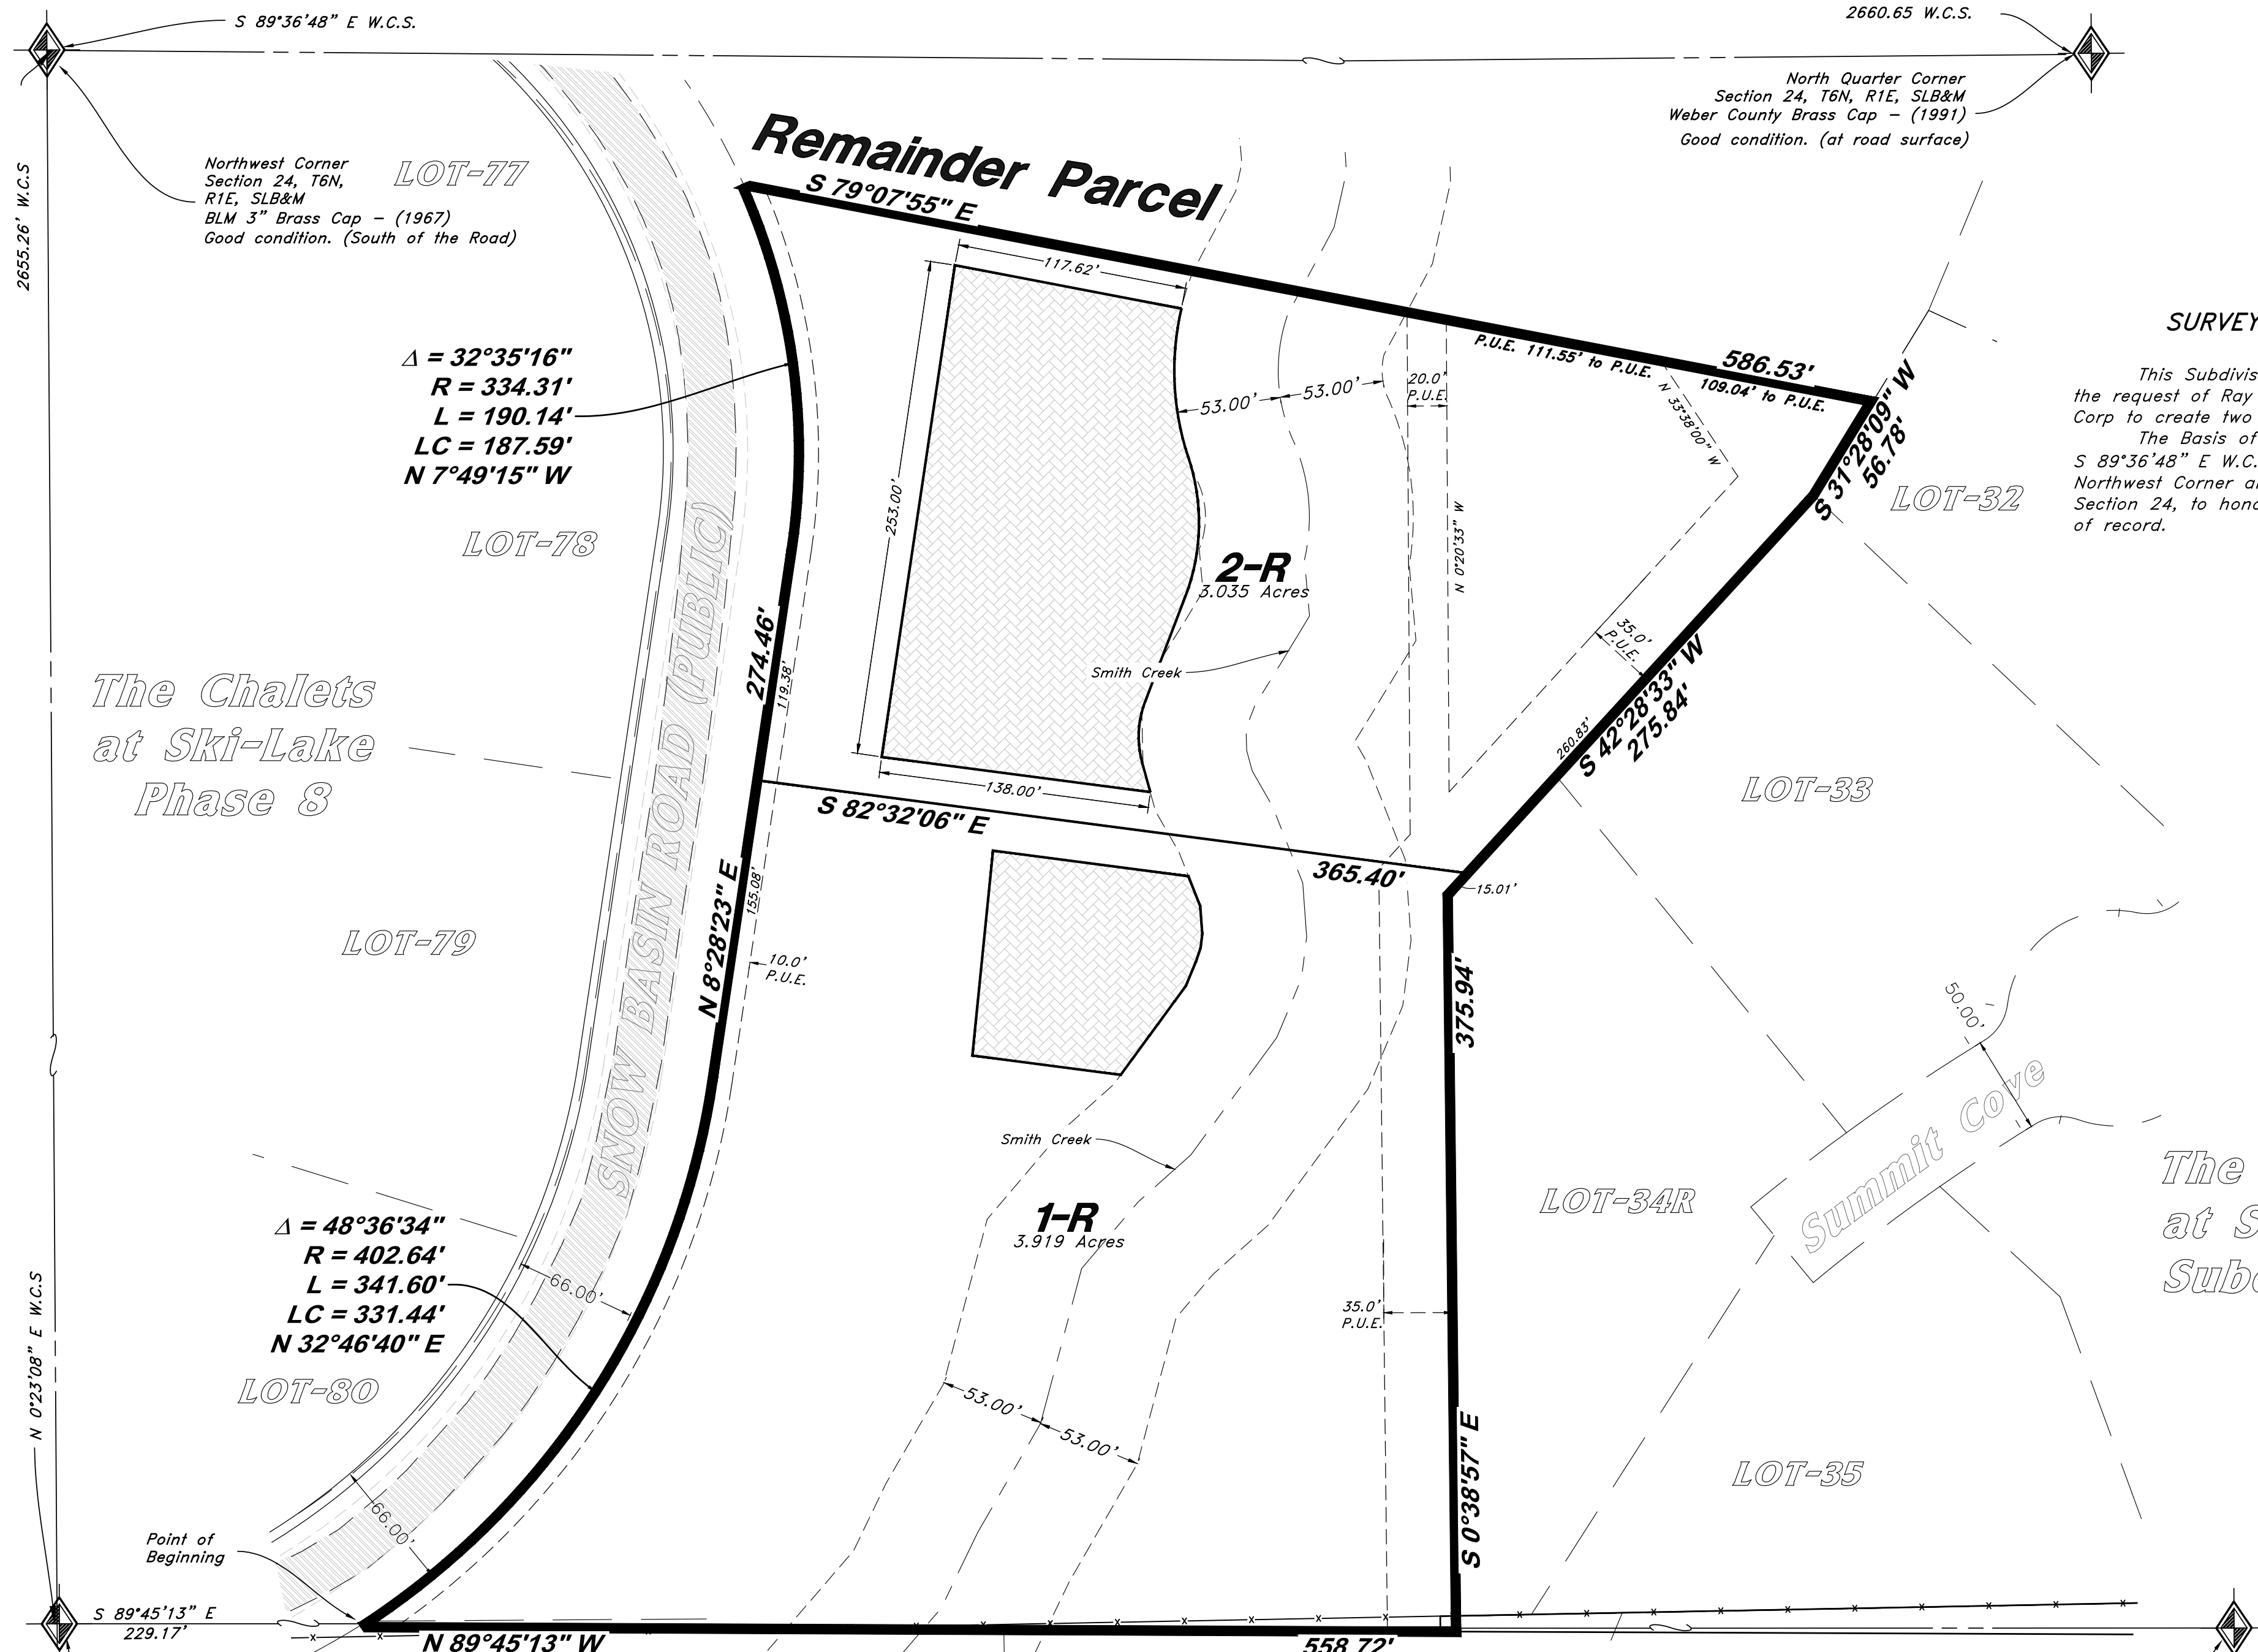 S 89°36'48" E W.C.S.
2660.65 W.C.S.
2655.26' W.C.S
Northwest Corner
Section 24, T6N,
R1E, SLB&M
BLM 3" Brass Cap - (1967)
Good condition. (South of the Road)
LOT-77
North Quarter Corner
Section 24, T6N, R1E, SLB&M
Weber County Brass Cap - (1991)
Good condition. (at road surface)
Remainder Parcel
S 79°07'55" E
586.53'
117.62'
253.00'
138.00'
P.U.E. 111.55' to P.U.E.
109.04' to P.U.E.
N 33°38'00" W
20.0'
P.U.E.
53.00'
53.00'
N 0°20'33" W
S 31°28'09" W
56.78'
LOT-32
SURVEY
This Subdivis
the request of Ray
Corp to create two
The Basis of
S 89°36'48" E W.C.
Northwest Corner a
Section 24, to hono
of record.
Δ = 32°35'16"
R = 334.31'
L = 190.14'
LC = 187.59'
N 7°49'15" W
LOT-78
2-R
3.035 Acres
Smith Creek
35.0'
P.U.E.
260.83'
S 42°28'33" W
275.84'
LOT-33
The Chalets
at Ski-Lake
Phase 8
SNOW BASIN ROAD (PUBLIC)
274.46'
119.38'
155.08'
N 8°28'23" E
S 82°32'06" E
365.40'
15.01'
10.0'
P.U.E.
LOT-79
375.94'
50.00'
Summit Cove
Smith Creek
1-R
3.919 Acres
LOT-34R
The
at S
Subd
Δ = 48°36'34"
R = 402.64'
L = 341.60'
LC = 331.44'
N 32°46'40" E
66.00'
LOT-80
N 0°23'08" E W.C.S
35.0'
P.U.E.
53.00'
53.00'
S 0°38'57" E
LOT-35
66.00'
Point of
Beginning
S 89°45'13" E
229.17'
N 89°45'13" W
558.72'